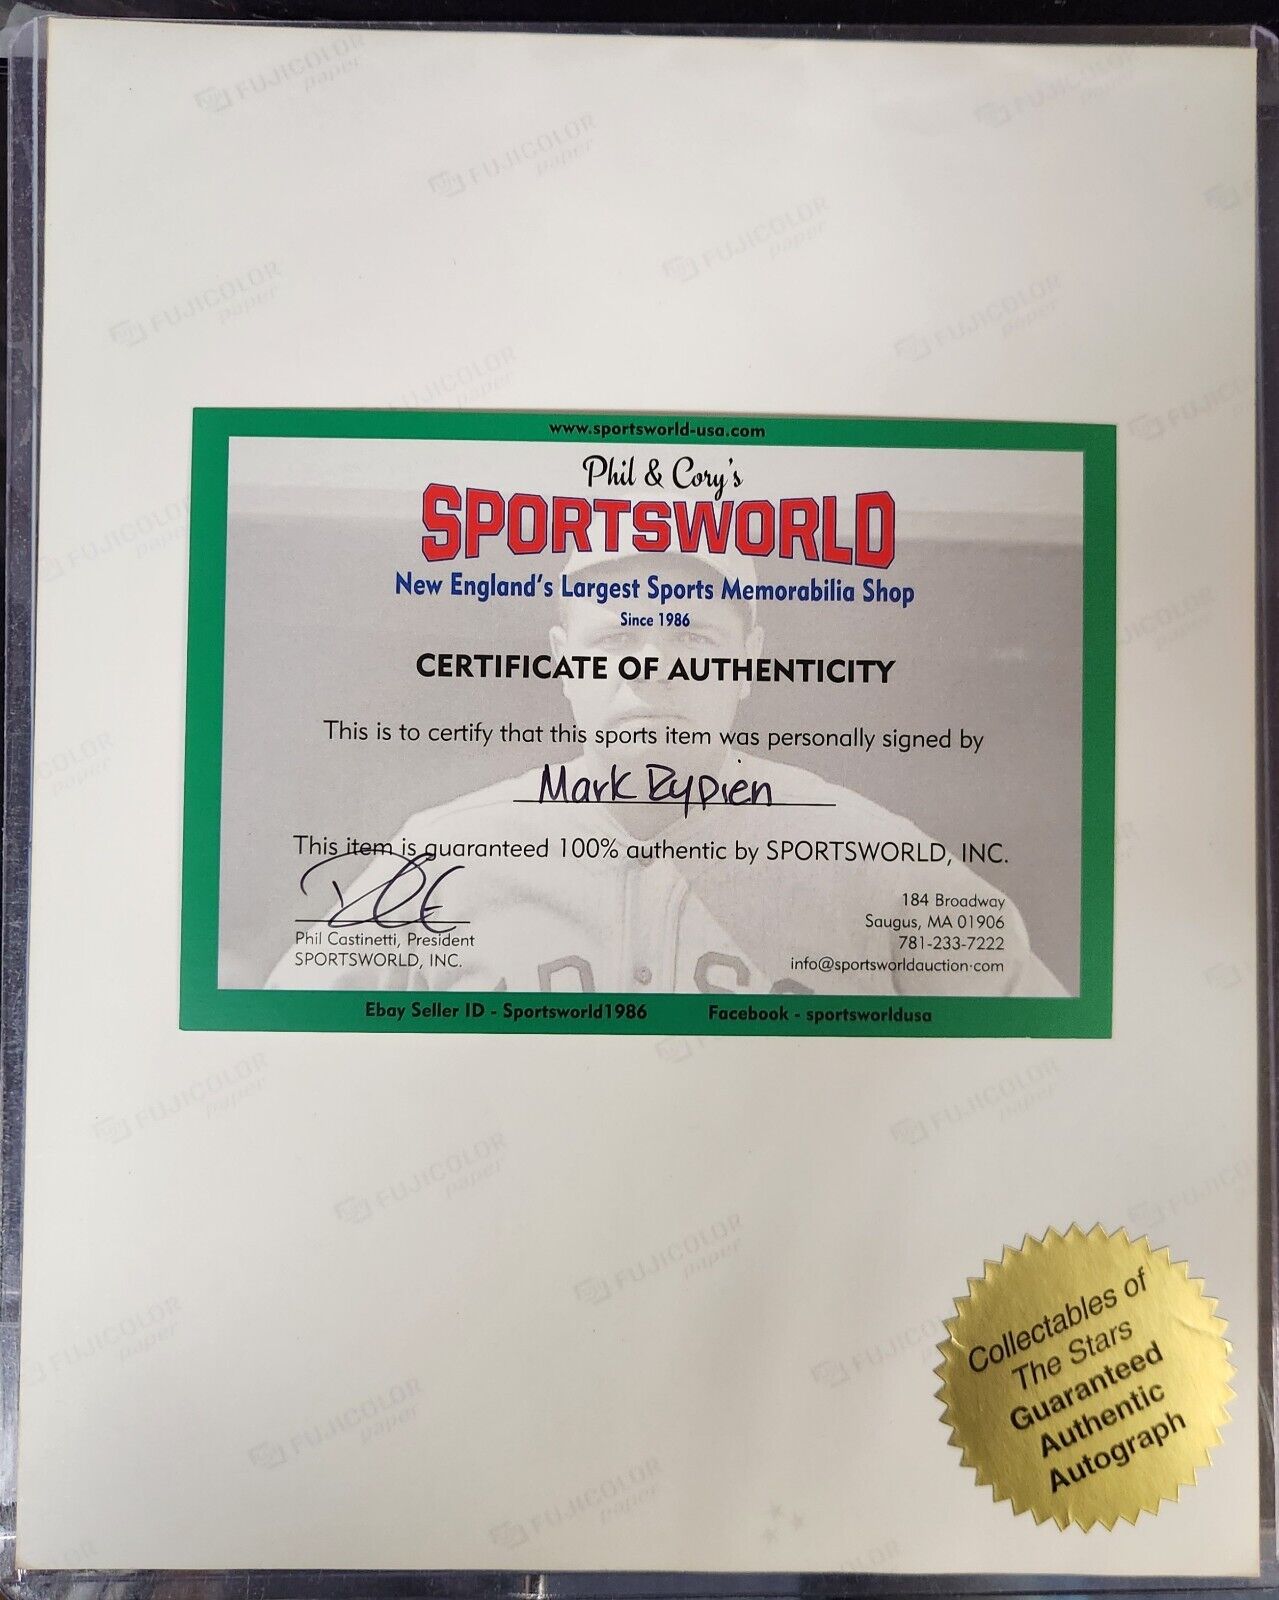 FUJICOLOR
paper
www.sportsworld-usa.com
Phil & Cory's
SPORTSWORLD
New England's Largest Sports Memorabilia Shop
Since 1986
CERTIFICATE OF AUTHENTICITY
This is to certify that this sports item was personally signed by
Mark Rypien
This item is guaranteed 100% authentic by SPORTSWORLD, INC.
Phil Castinetti, President
SPORTSWORLD, INC.
184 Broadway
Saugus, MA 01906
781-233-7222
info@sportsworldauction.com
Ebay Seller ID - Sportsworld1986
Facebook - sportsworldusa
Collectables of
The Stars
Guaranteed
Authentic
Autograph